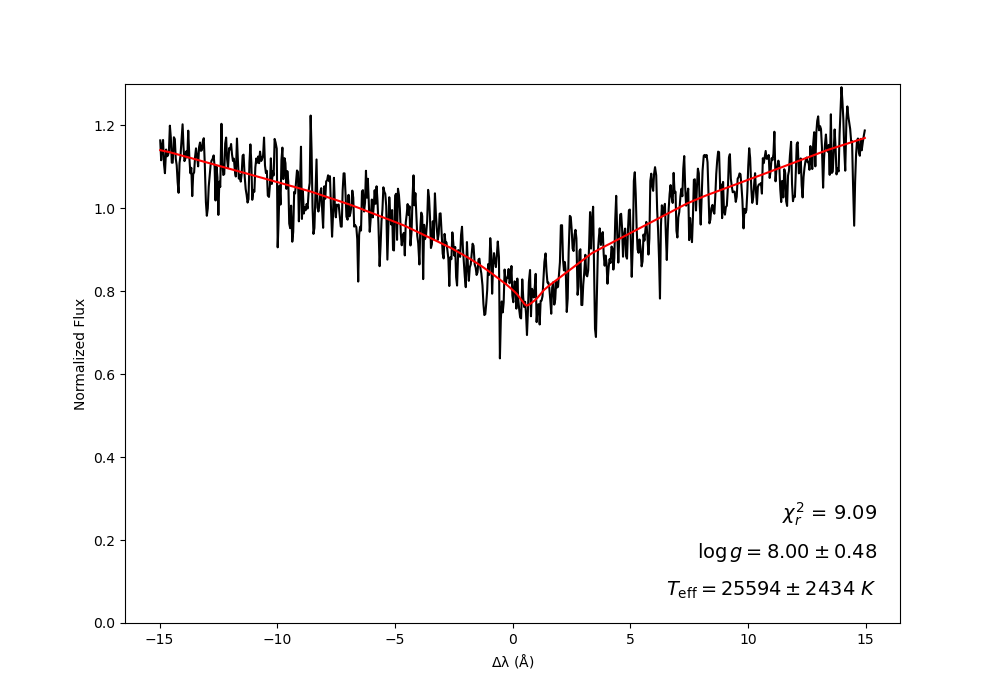 1.2
1.0
0.8
0.6
0.4
0.2
0.0
Normalized Flux
χ²ᵣ = 9.09
log g = 8.00 ± 0.48
T_eff = 25594 ± 2434 K
−15 −10 −5 0 5 10 15
Δλ (Å)